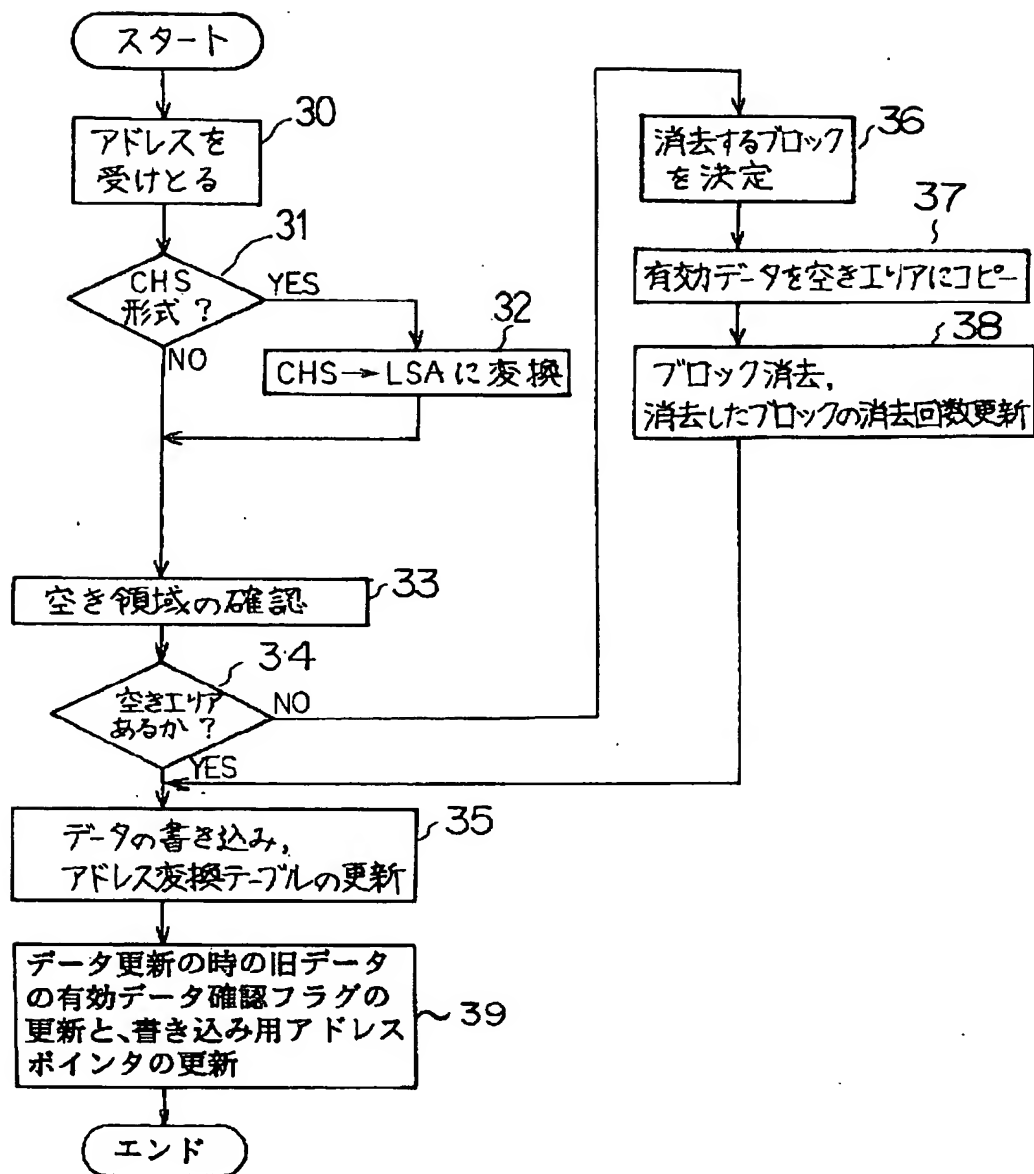 スタート
30
アドレスを
受けとる
31
CHS
形式?
YES
NO
32
CHS→LSAに変換
33
空き領域の確認
34
空きエリア
あるか?
NO
YES
35
データの書き込み,
アドレス変換テーブルの更新
36
消去するブロック
を決定
37
有効データを空きエリアにコピー
38
ブロック消去,
消去したブロックの消去回数更新
データ更新の時の旧データ
の有効データ確認フラグの
更新と、書き込み用アドレス
ポインタの更新
39
エンド